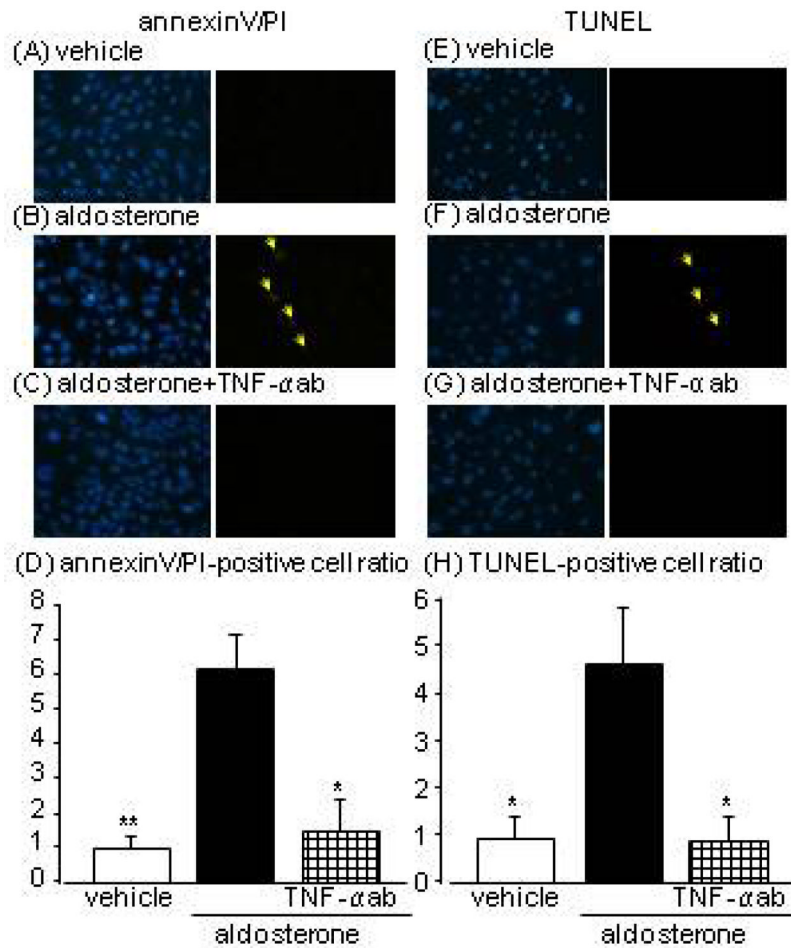 annexinV/PI TUNEL
(A) vehicle (E) vehicle
(B) aldosterone (F) aldosterone
(C) aldosterone+TNF-αab (G) aldosterone+TNF-αab
(D) annexinV/PI-positive cell ratio (H) TUNEL-positive cell ratio
8
7
6
5
4
3
2
1
0
**
*
vehicle
TNF-αab
aldosterone
6
5
4
3
2
1
0
*
*
vehicle
TNF-αab
aldosterone